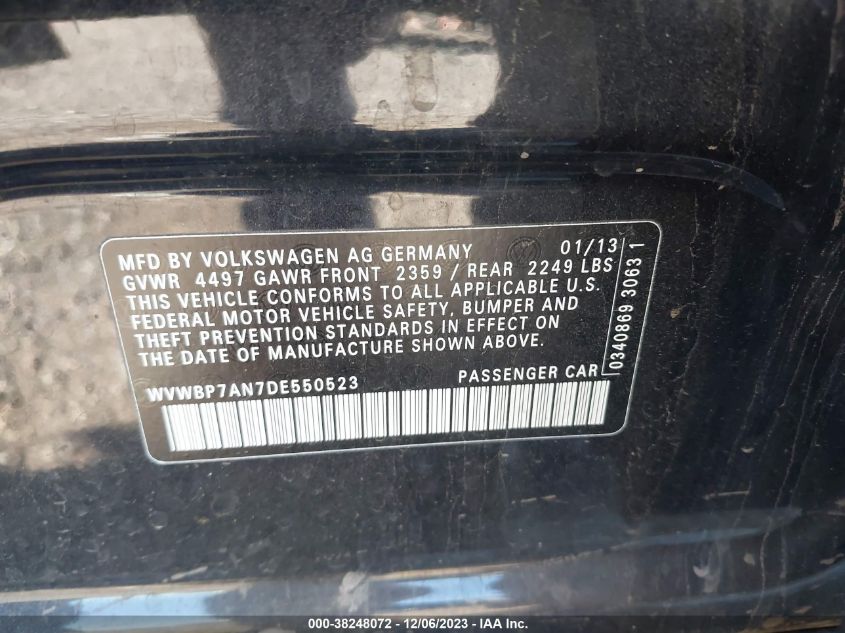 MFD BY VOLKSWAGEN AG GERMANY 01/13
GVWR 4497 GAWR FRONT 2359 / REAR 2249 LBS
THIS VEHICLE CONFORMS TO ALL APPLICABLE U.S.
FEDERAL MOTOR VEHICLE SAFETY, BUMPER AND
THEFT PREVENTION STANDARDS IN EFFECT ON
THE DATE OF MANUFACTURE SHOWN ABOVE.
WVWBP7AN7DE550523 PASSENGER CAR
0340869 3063 1
000-38248072 - 12/06/2023 - IAA Inc.